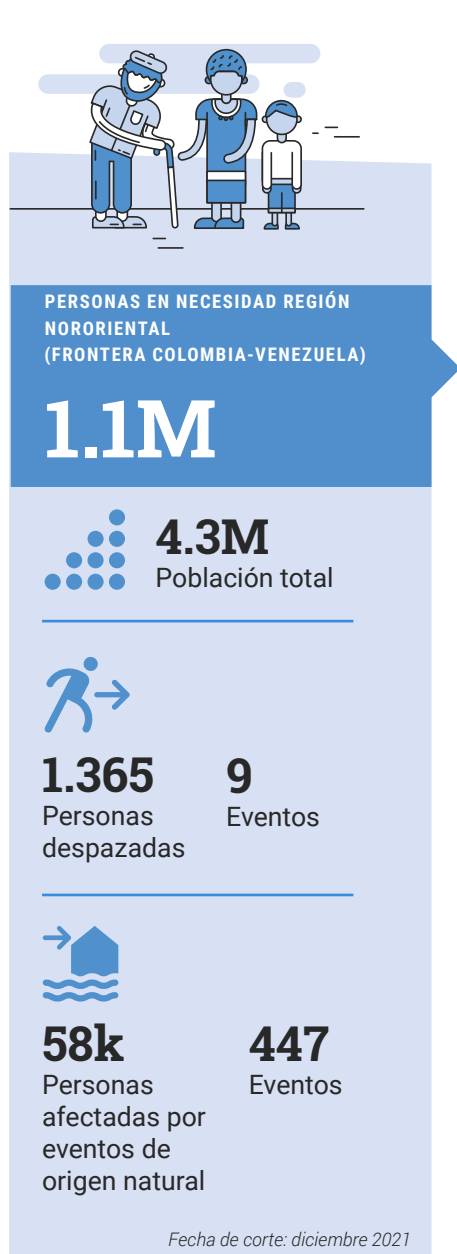 PERSONAS EN NECESIDAD REGIÓN
NORORIENTAL
(FRONTERA COLOMBIA-VENEZUELA)
1.1M
4.3M
Población total
1.365
Personas
despazadas
9
Eventos
58k
Personas
afectadas por
eventos de
origen natural
447
Eventos
Fecha de corte: diciembre 2021